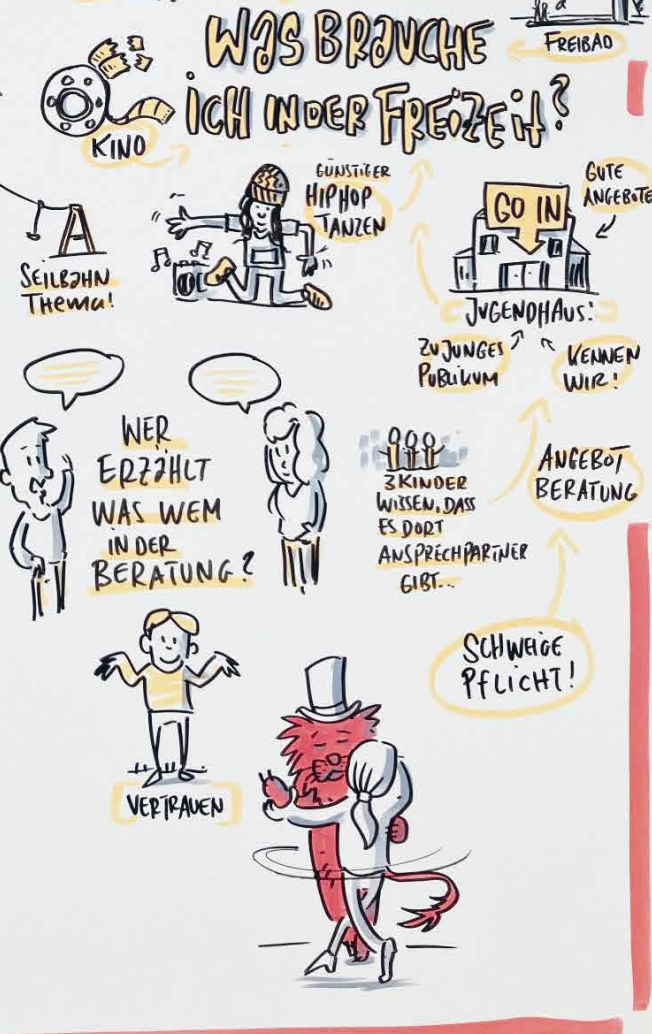 WAS BRAUCHE
ICH IN DER FREIZEIT?
FREIBAD
KINO
GÜNSTIGER
HIPHOP
TANZEN
GO IN
GUTE
ANGEBOTE
SEILBAHN
THEMA!
JUGENDHAUS:
ZU JUNGES
PUBLIKUM
KENNEN
WIR!
WER
ERZÄHLT
WAS WEM
IN DER
BERATUNG?
3 KINDER
WISSEN, DASS
ES DORT
ANSPRECHPARTNER
GIBT...
ANGEBOT
BERATUNG
SCHWEIGE
PFLICHT!
VERTRAUEN